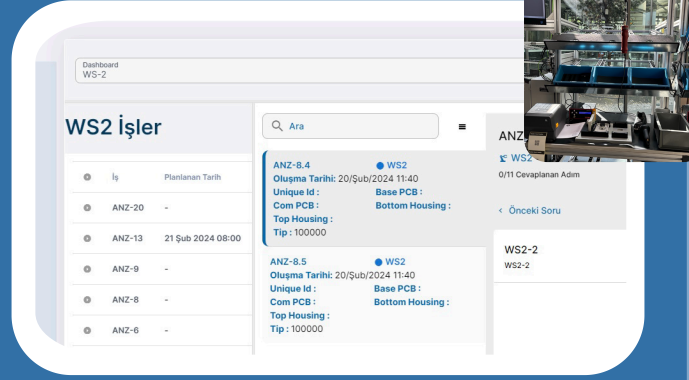 Dashboard
WS-2
WS2 İşler
İş Planlanan Tarih
ANZ-20 -
ANZ-13 21 Şub 2024 08:00
ANZ-9 -
ANZ-8 -
ANZ-6 -
Ara
ANZ-8.4 WS2
Oluşma Tarihi: 20/Şub/2024 11:40
Unique Id : Base PCB :
Com PCB : Bottom Housing :
Top Housing :
Tip : 100000
ANZ-8.5 WS2
Oluşma Tarihi: 20/Şub/2024 11:40
Unique Id : Base PCB :
Com PCB : Bottom Housing :
Top Housing :
Tip : 100000
ANZ
WS2
0/11 Cevaplanan Adım
< Önceki Soru
WS2-2
WS2-2